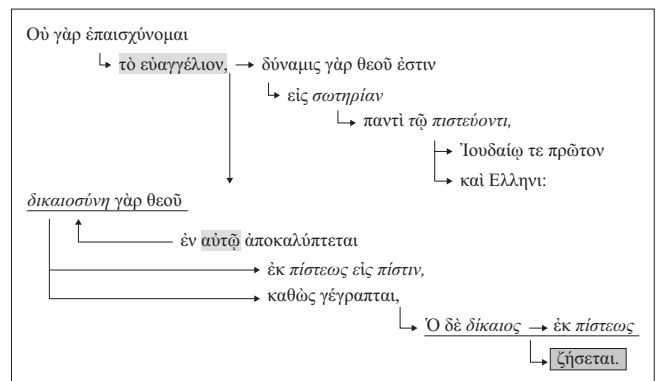 Οὐ γὰρ ἐπαισχύνομαι
τὸ εὐαγγέλιον, δύναμις γὰρ θεοῦ ἐστιν
εἰς σωτηρίαν
παντὶ τῷ πιστεύοντι,
Ἰουδαίῳ τε πρῶτον
καὶ Ελληνι:
δικαιοσύνη γὰρ θεοῦ
ἐν αὐτῷ ἀποκαλύπτεται
ἐκ πίστεως εἰς πίστιν,
καθὼς γέγραπται,
Ὁ δὲ δίκαιος ἐκ πίστεως
ζήσεται.